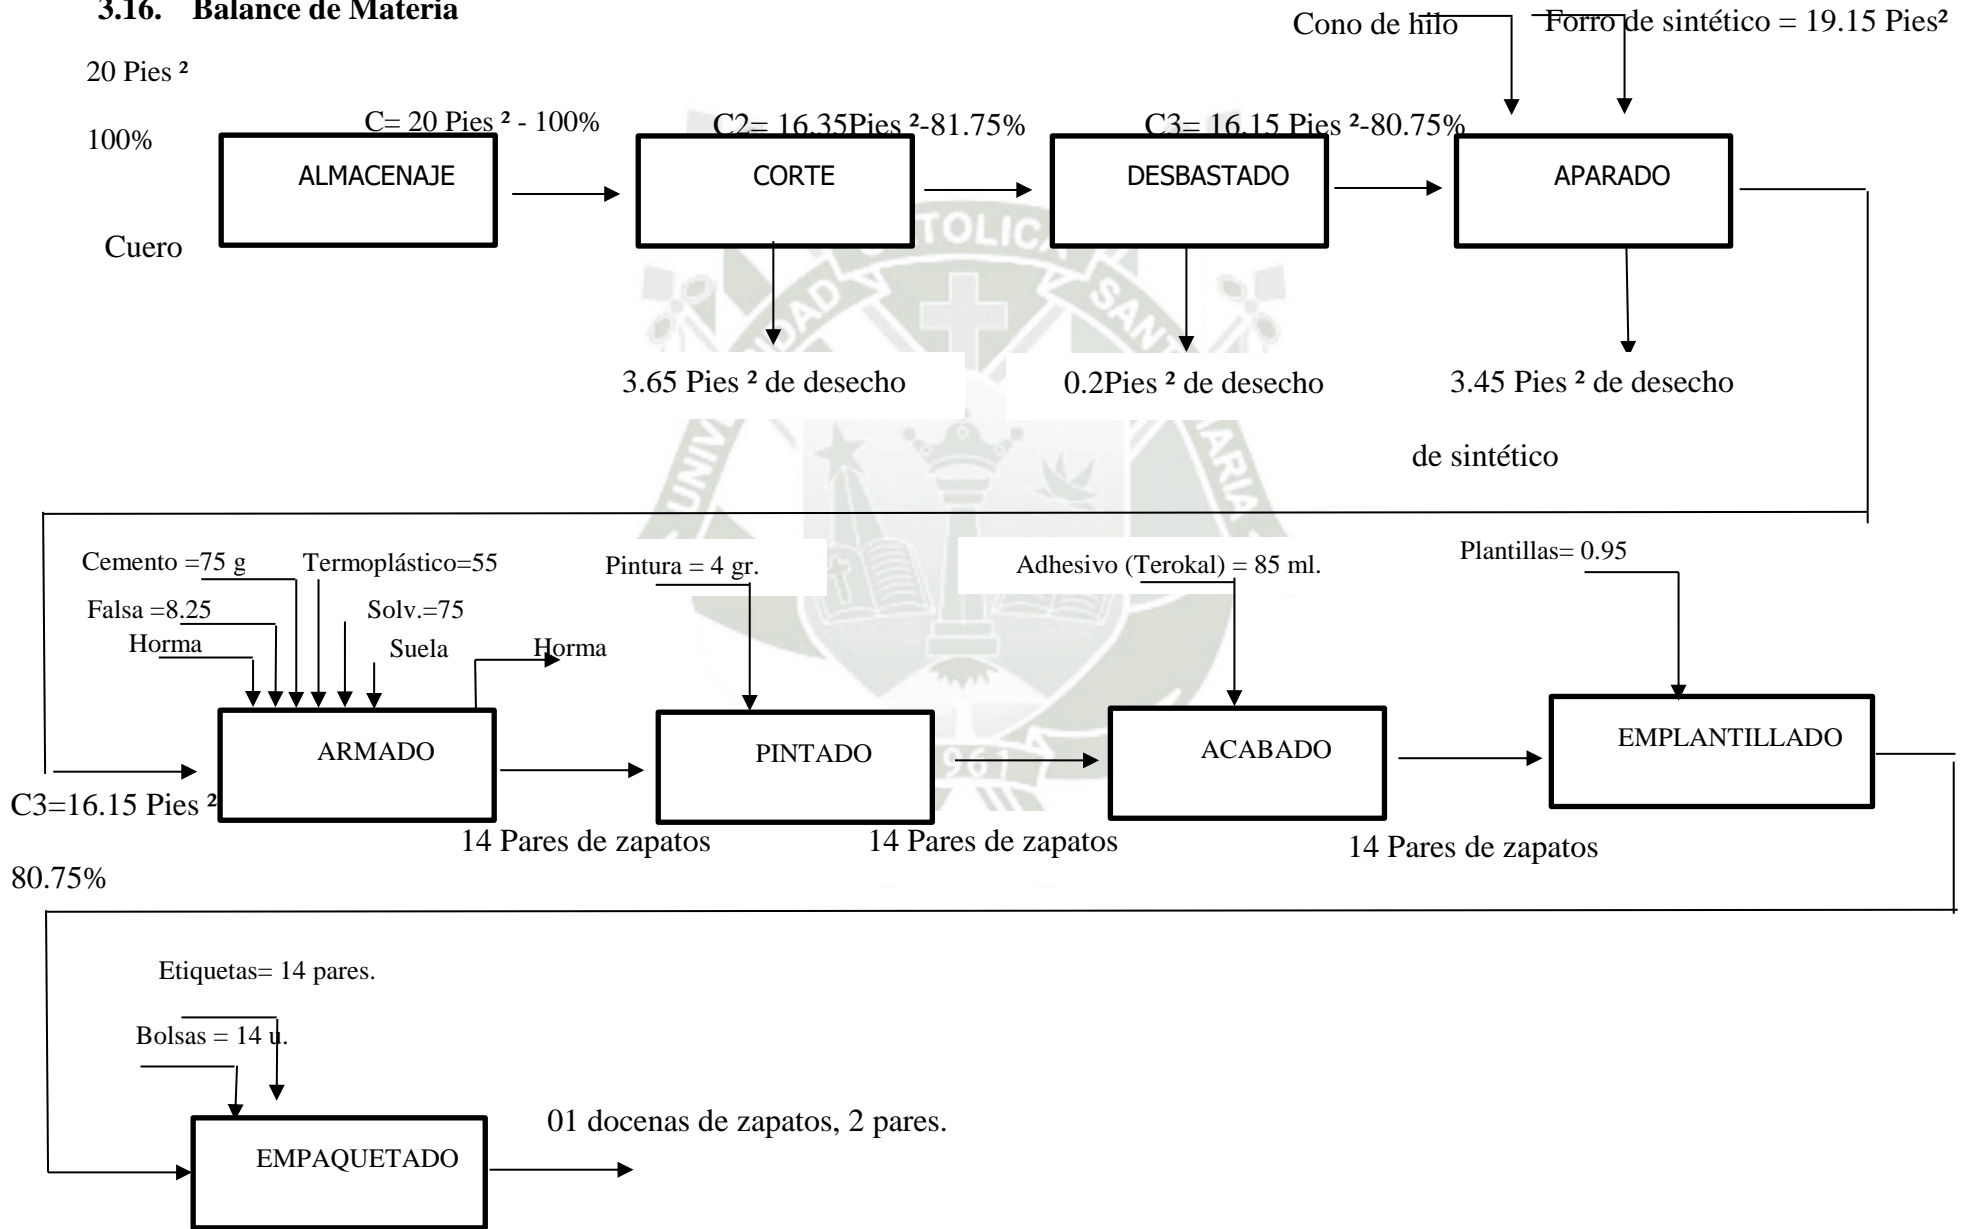 3.16. Balance de Materia
Cono de hilo
Forro de sintético = 19.15 Pies²
20 Pies ²
100%
C= 20 Pies ² - 100%
C2= 16.35Pies ²-81.75%
C3= 16.15 Pies ²-80.75%
ALMACENAJE
CORTE
DESBASTADO
APARADO
Cuero
3.65 Pies ² de desecho
0.2Pies ² de desecho
3.45 Pies ² de desecho
de sintético
Cemento =75 g
Termoplástico=55
Pintura = 4 gr.
Adhesivo (Terokal) = 85 ml.
Plantillas= 0.95
Falsa =8.25
Solv.=75
Horma
Suela
Horma
ARMADO
PINTADO
ACABADO
EMPLANTILLADO
C3=16.15 Pies ²
14 Pares de zapatos
14 Pares de zapatos
14 Pares de zapatos
80.75%
Etiquetas= 14 pares.
Bolsas = 14 u.
01 docenas de zapatos, 2 pares.
EMPAQUETADO
UNIVERSIDAD CATOLICA SANTA MARIA
1961